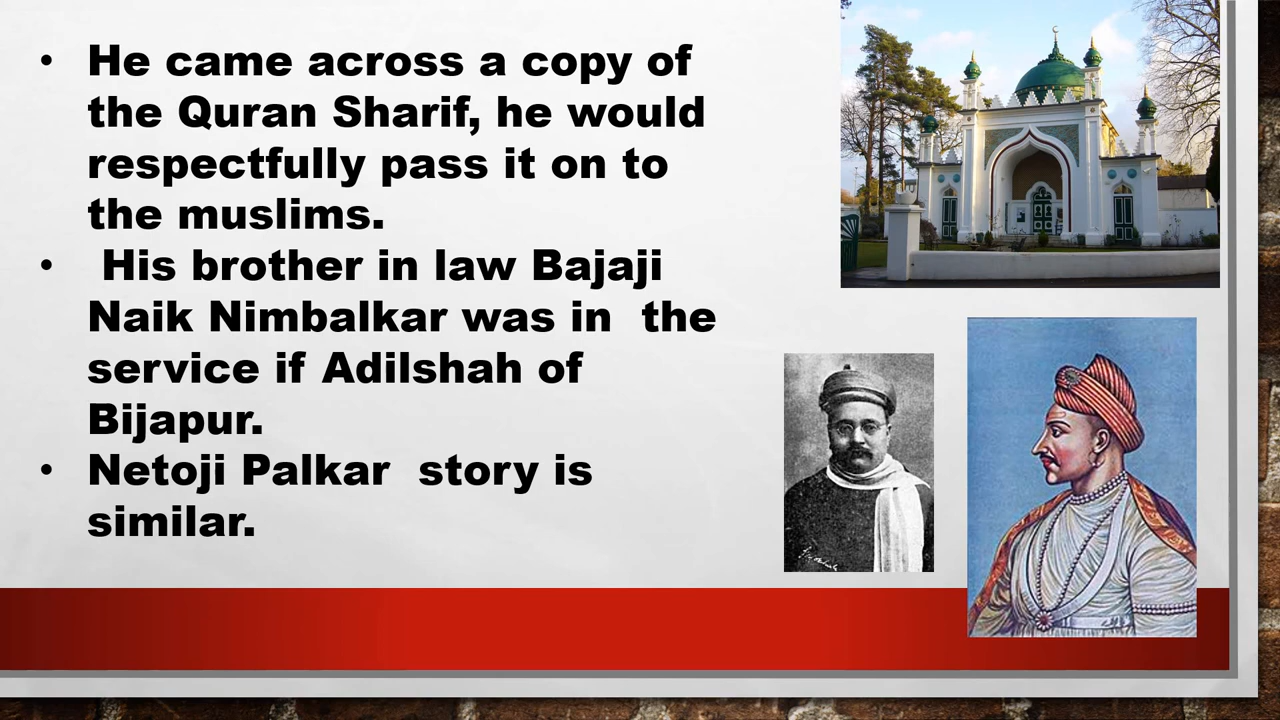 • He came across a copy of
the Quran Sharif, he would
respectfully pass it on to
the muslims.
• His brother in law Bajaji
Naik Nimbalkar was in  the
service if Adilshah of
Bijapur.
• Netoji Palkar  story is
similar.